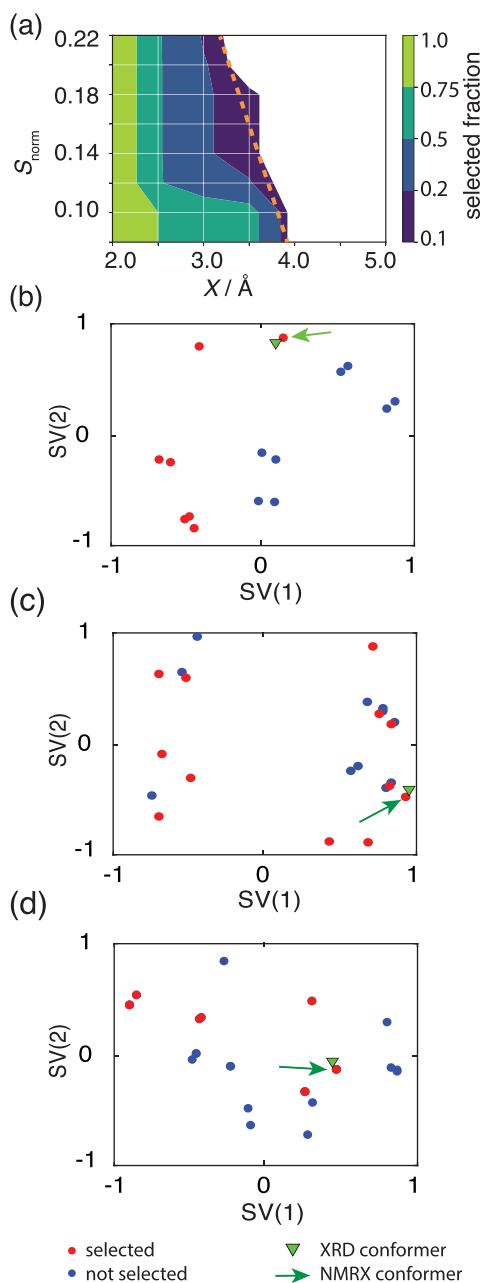 (a)
0.22
0.18
0.14
0.10
S norm
2.0 3.0 4.0 5.0
X / Å
1.0
0.75
0.5
0.2
0.1
selected fraction
(b)
1
0
-1
SV(2)
-1 0 1
SV(1)
(c)
1
0
-1
SV(2)
-1 0 1
SV(1)
(d)
1
0
-1
SV(2)
-1 0 1
SV(1)
selected XRD conformer
not selected NMRX conformer